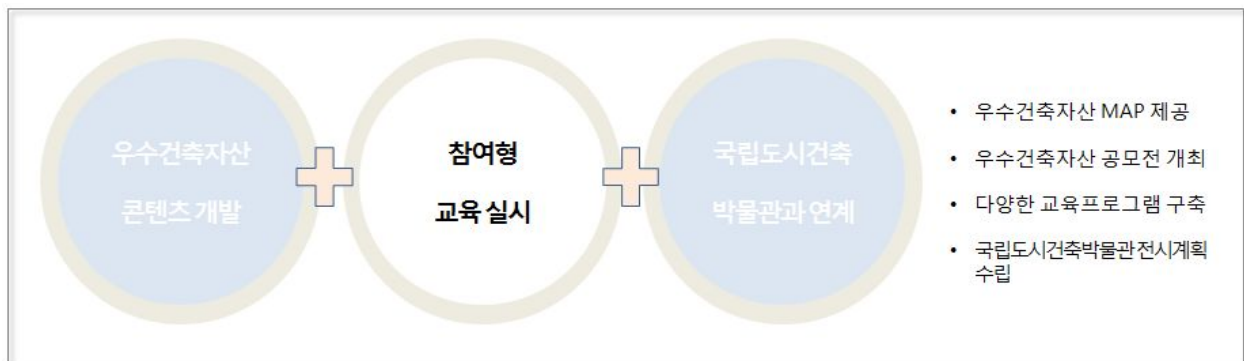 우수건축자산
콘텐츠 개발
참여형
교육 실시
국립도시건축
박물관과 연계
• 우수건축자산 MAP 제공
• 우수건축자산 공모전 개최
• 다양한 교육프로그램 구축
• 국립도시건축박물관 전시계획
수립